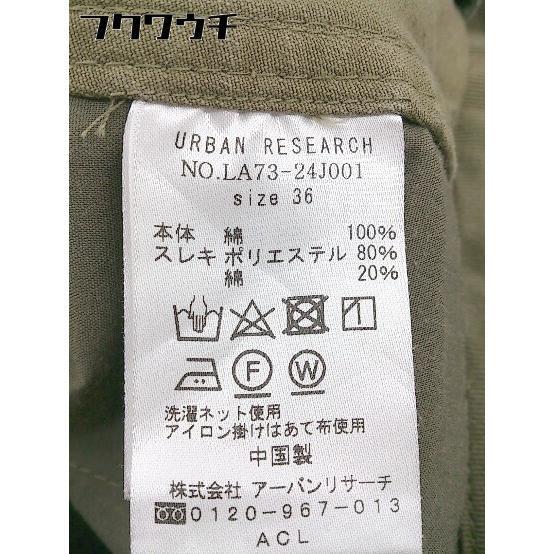 フクワウチ
URBAN RESEARCH
NO.LA73-24J001
size 36
本体 綿 100%
スレキ ポリエステル 80%
綿 20%
F W
洗濯ネット使用
アイロン掛けはあて布使用
中国製
株式会社 アーバンリサーチ
0120-967-013
ACL